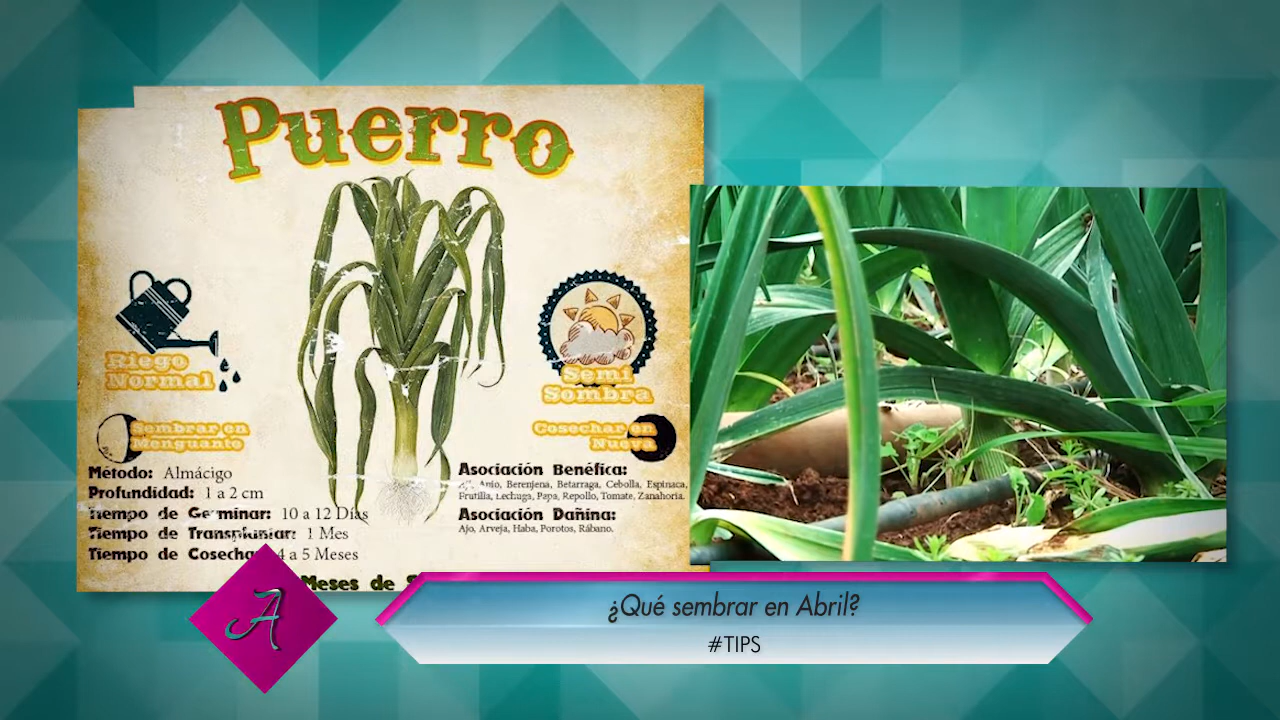 Puerro
Riego
Normal
Semi
Sombra
Sembrar en
Menguante
Cosechar en
Nueva
Método: Almácigo
Profundidad: 1 a 2 cm
Tiempo de Germinar: 10 a 12 Días
Tiempo de Transplantar: 1 Mes
Tiempo de Cosecha: 4 a 5 Meses
Meses de
Asociación Benéfica:
Apio, Berenjena, Betarraga, Cebolla, Espinaca,
Frutilla, Lechuga, Papa, Repollo, Tomate, Zanahoria.
Asociación Dañina:
Ajo, Arveja, Haba, Porotos, Rábano.
A
¿Qué sembrar en Abril?
#TIPS